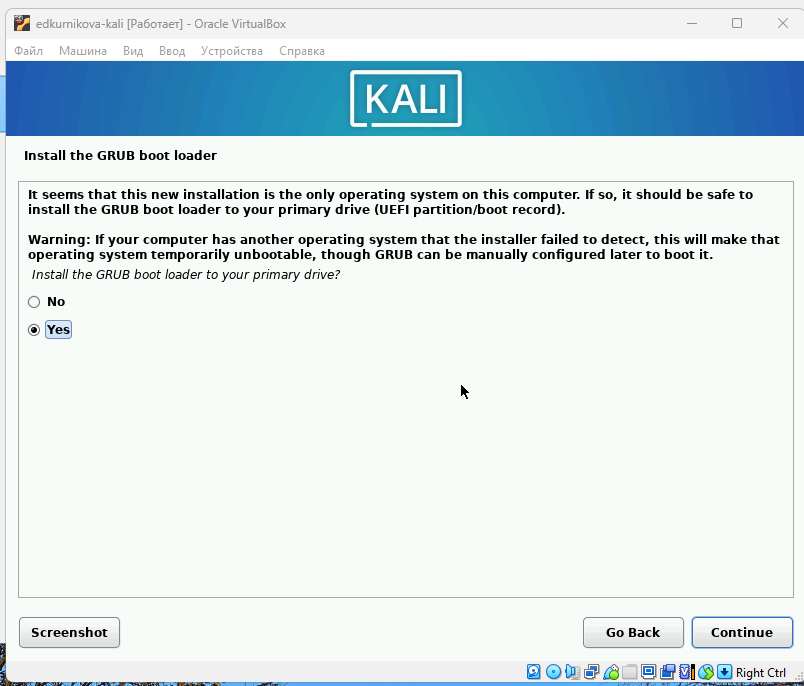 edkurnikova-kali [Работает] - Oracle VirtualBox
Файл Машина Вид Ввод Устройства Справка
KALI
Install the GRUB boot loader
It seems that this new installation is the only operating system on this computer. If so, it should be safe to
install the GRUB boot loader to your primary drive (UEFI partition/boot record).
Warning: If your computer has another operating system that the installer failed to detect, this will make that
operating system temporarily unbootable, though GRUB can be manually configured later to boot it.
Install the GRUB boot loader to your primary drive?
No
Yes
Screenshot Go Back Continue
Right Ctrl